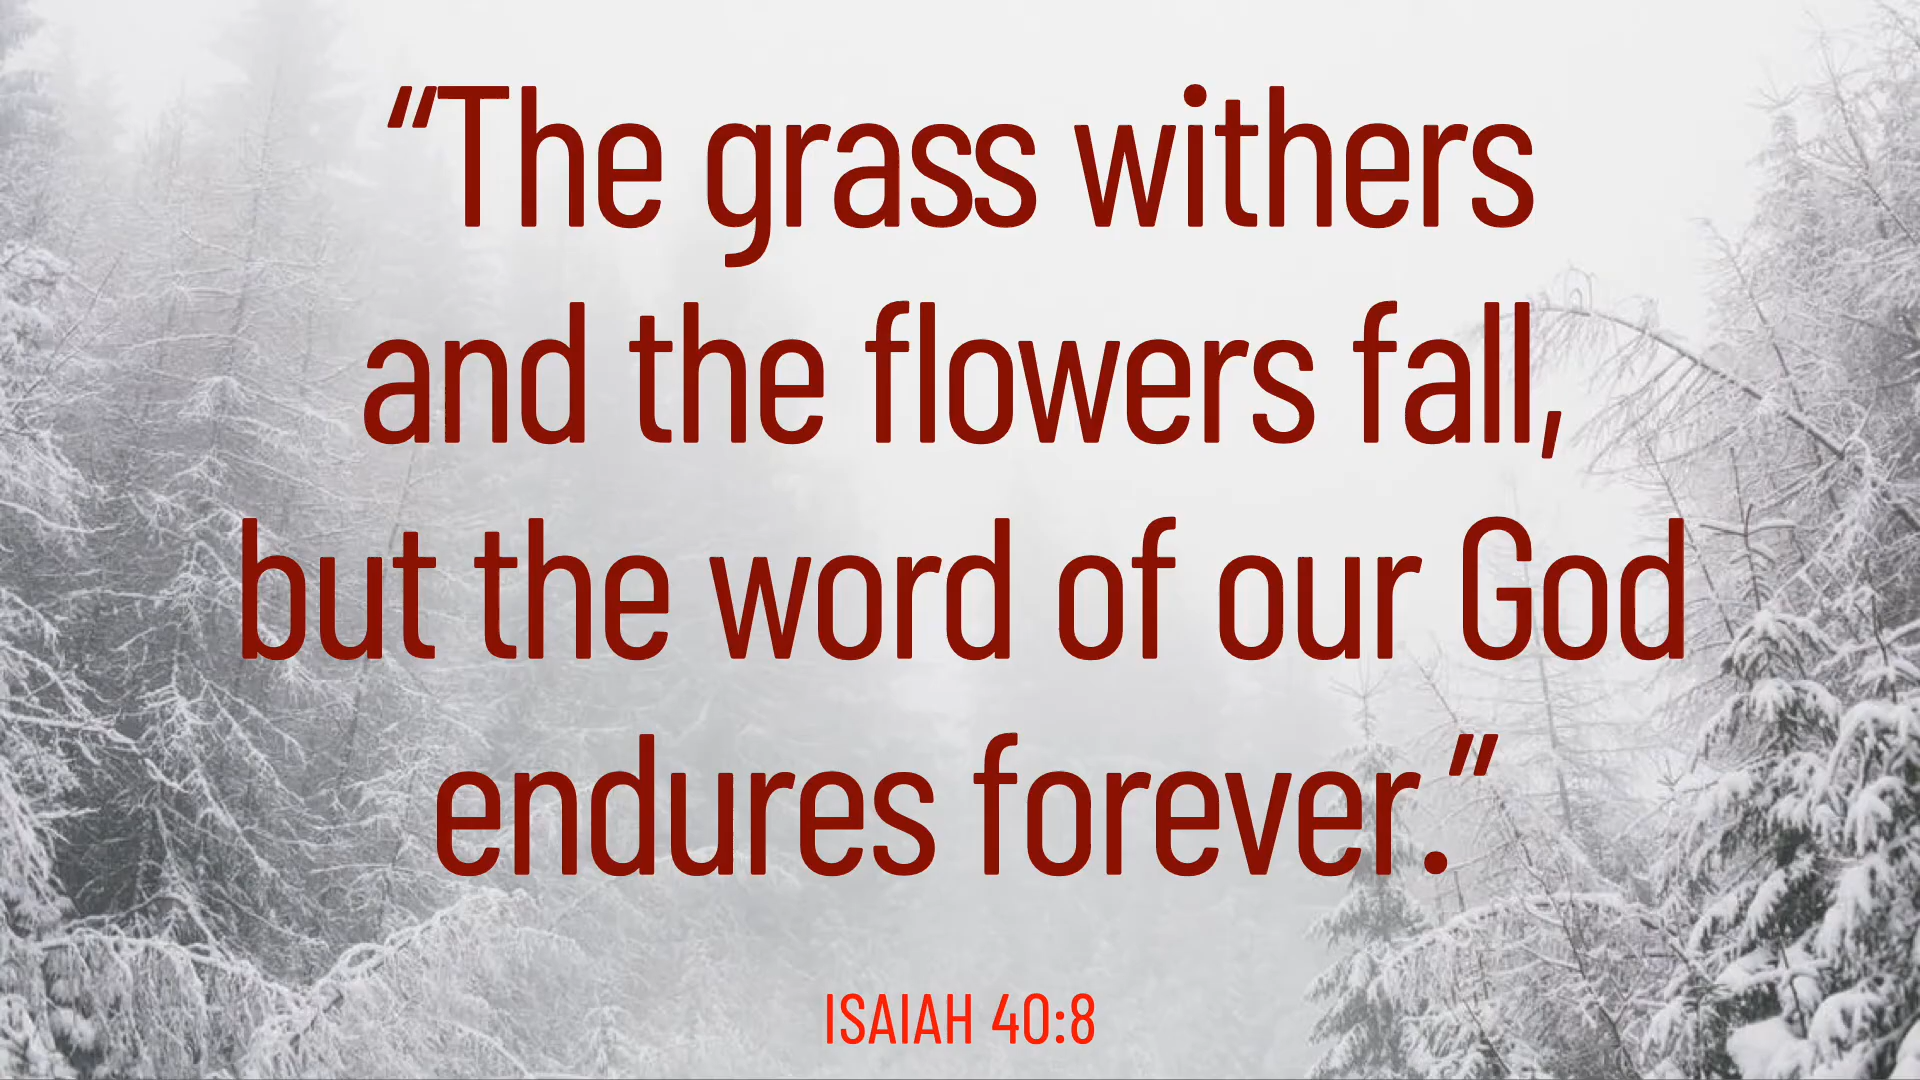 “The grass withers
and the flowers fall,
but the word of our God
endures forever.”
ISAIAH 40:8